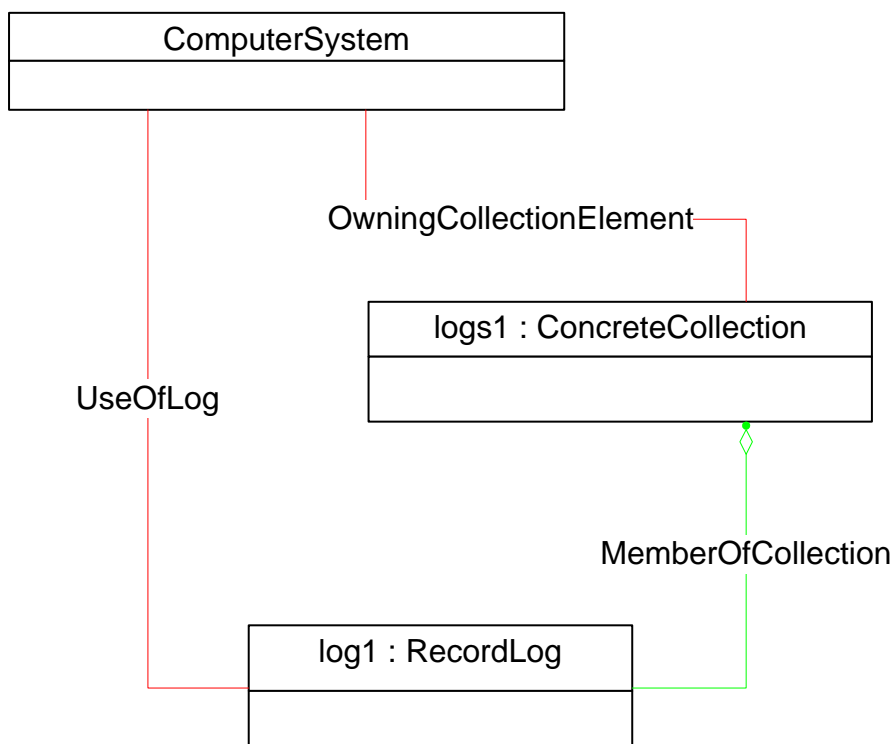 ComputerSystem
OwningCollectionElement
logs1 : ConcreteCollection
UseOfLog
MemberOfCollection
log1 : RecordLog